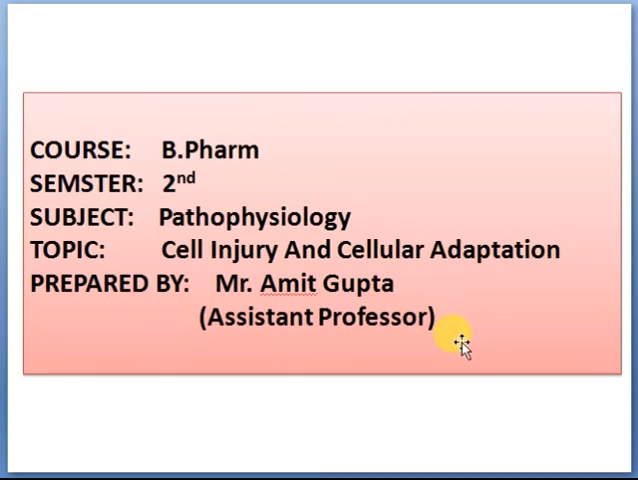 COURSE: B.Pharm
SEMSTER: 2nd
SUBJECT: Pathophysiology
TOPIC: Cell Injury And Cellular Adaptation
PREPARED BY: Mr. Amit Gupta
(Assistant Professor)